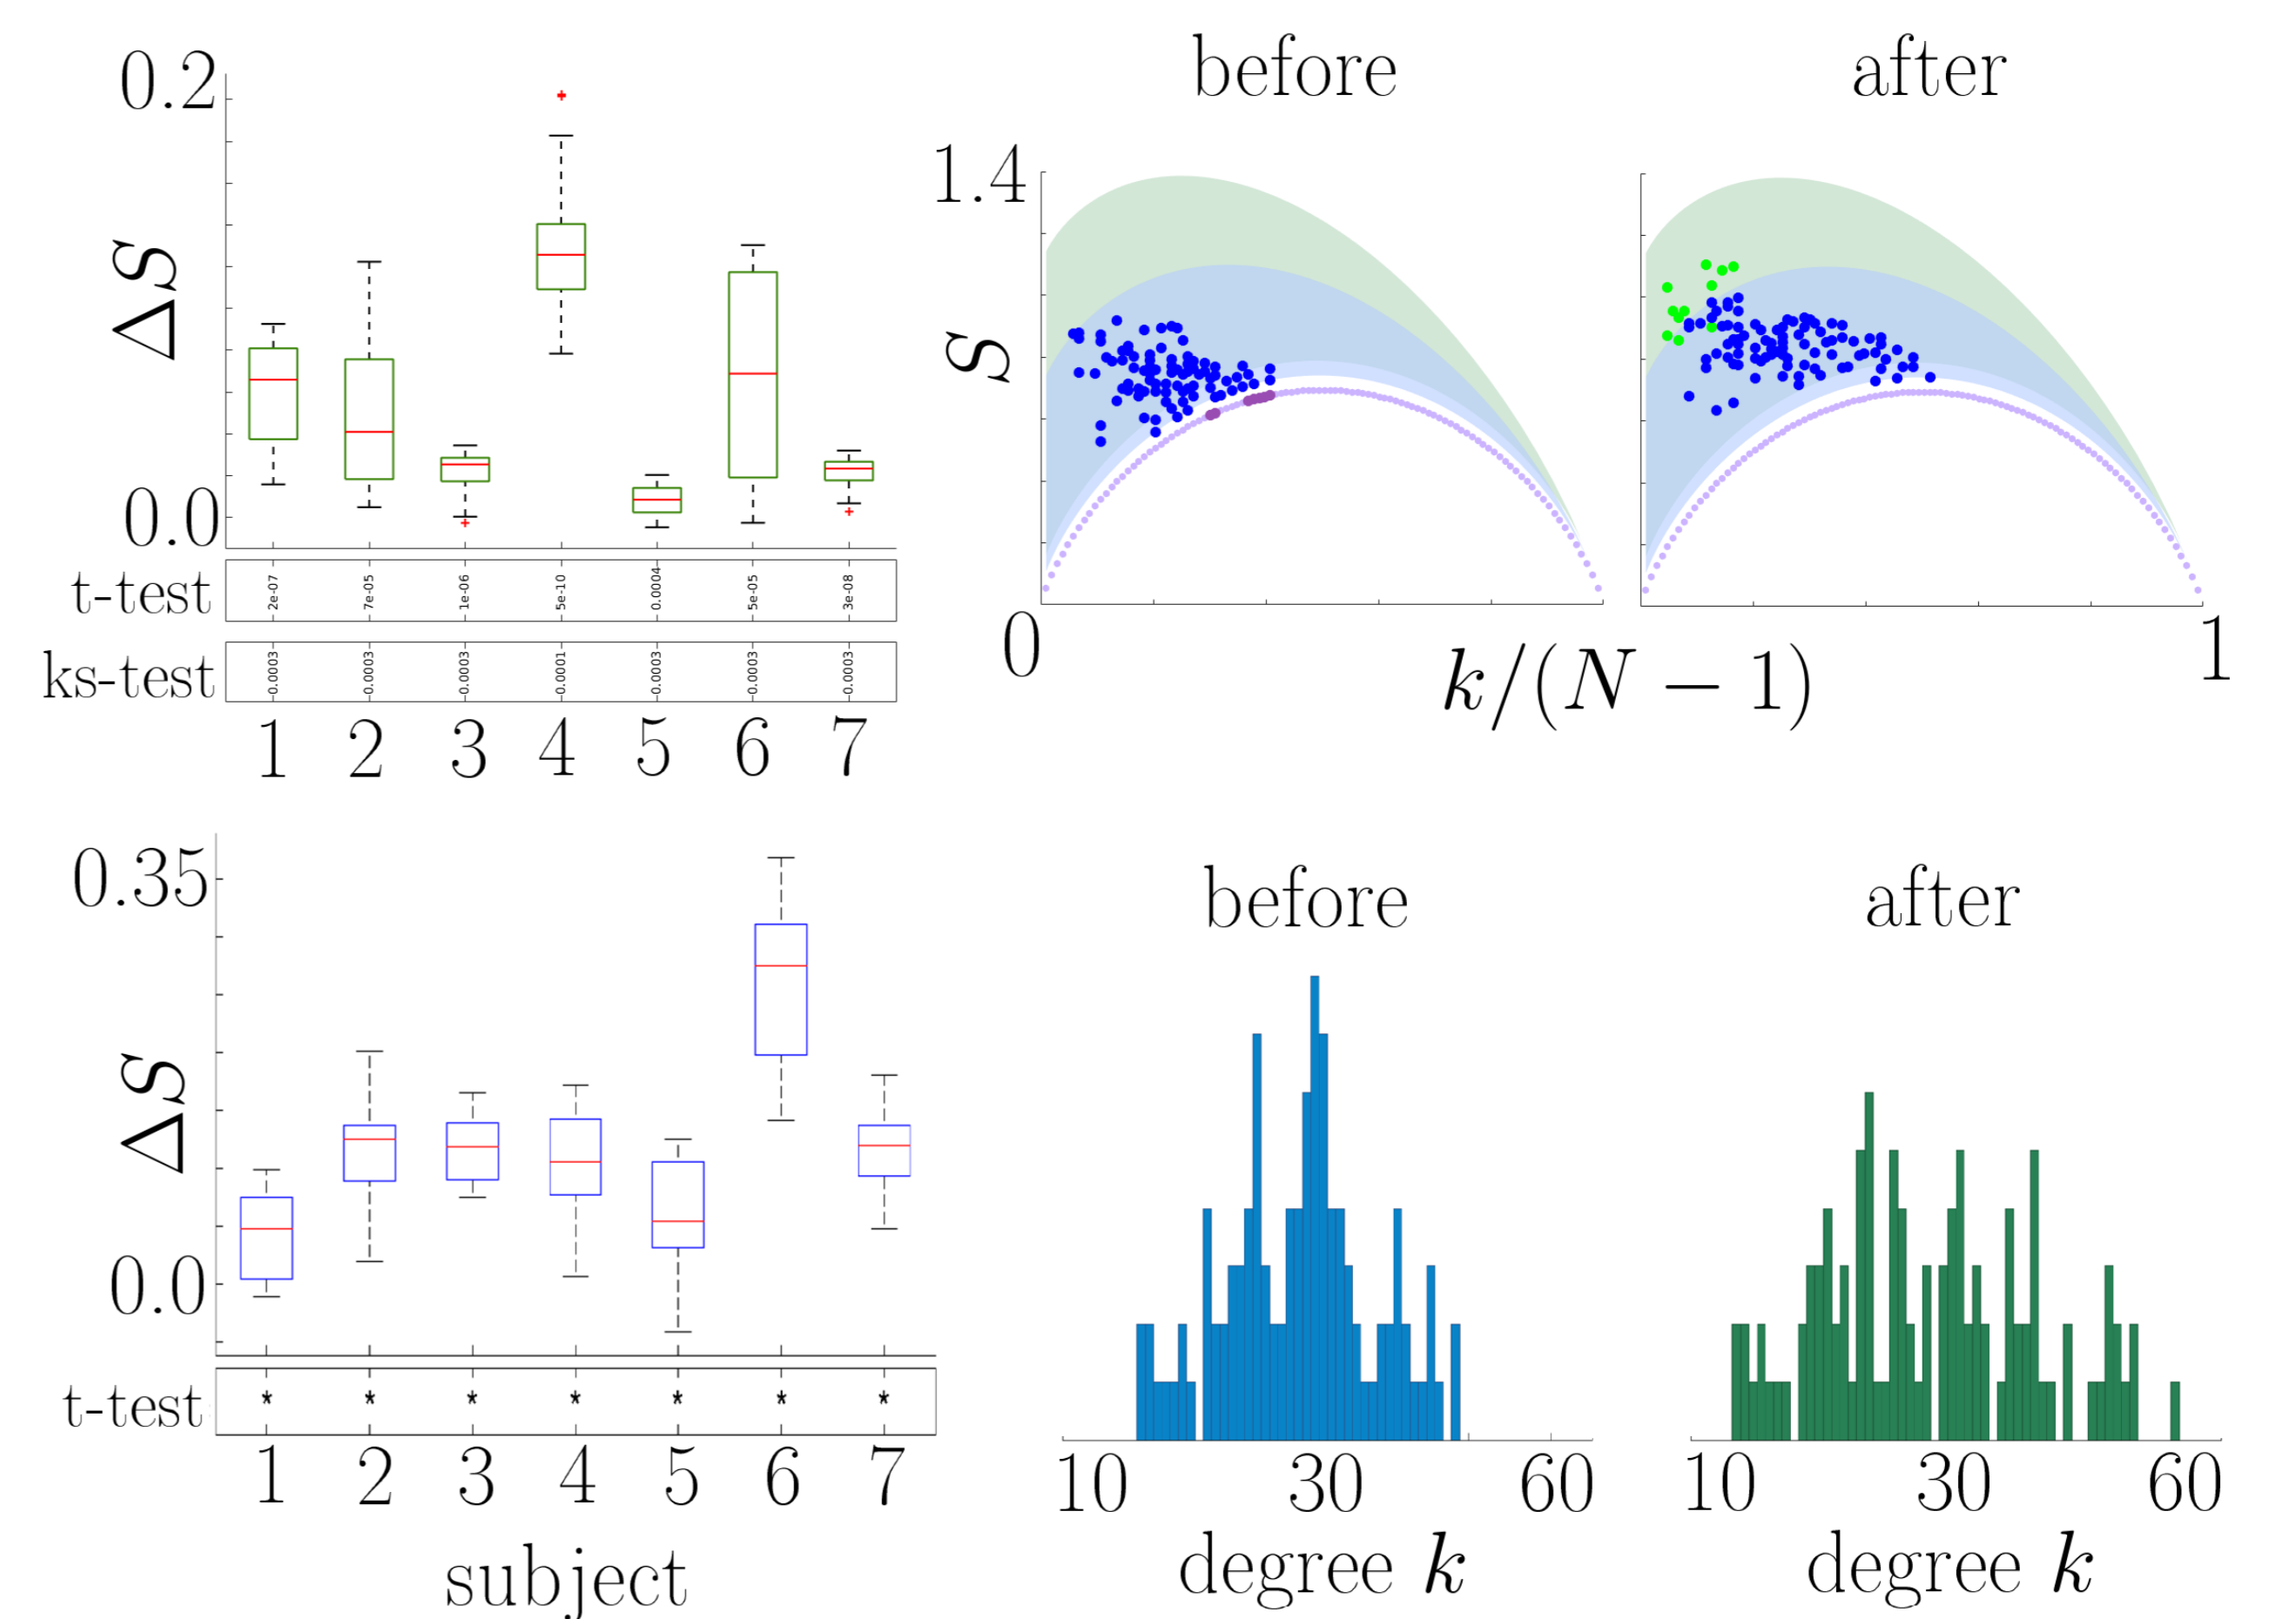 0.2
ΔS
0.0
t-test
2e-07 7e-05 1e-06 5e-10 0.0004 5e-05 3e-08
ks-test
~0.0003 ~0.0003 ~0.0003 ~0.0001 ~0.0003 ~0.0003 ~0.0003
1 2 3 4 5 6 7
before after
1.4
S
0 1
k/(N − 1)
0.35
ΔS
0.0
t-test
* * * * * * *
1 2 3 4 5 6 7
subject
before after
10 30 60 10 30 60
degree k degree k